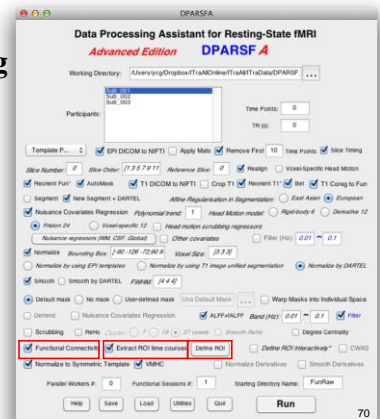 g
DPARSFA
Data Processing Assistant for Resting-State fMRI
Advanced Edition DPARSF A
Working Directory: /Users/ycg/Dropbox/ITraAllOnline/ITraAll/ITraData/DPARSF ...
Participants:
Sub_001
Sub_002
Sub_003
Time Points: 0
TR (s): 0
Template P... EPI DICOM to NIFTI Apply Mats Remove First 10 Time Points Slice Timing
Slice Number: 0 Slice Order: [1 3 5 7 9 11 Reference Slice: 0 Realign Voxel-Specific Head Motion
Reorient Fun* AutoMask T1 DICOM to NIFTI Crop T1 Reorient T1* Bet T1 Coreg to Fun
Segment New Segment + DARTEL Affine Regularisation in Segmentation: East Asian European
Nuisance Covariates Regression Polynomial trend: 1 Head Motion model: Rigid-body 6 Derivative 12
Friston 24 Voxel-specific 12 Head motion scrubbing regressors
Nuisance regressors (WM, CSF, Global) Other covariates Filter (Hz): 0.01 ~ 0.1
Normalize Bounding Box: [-90 -126 -72;90 9 Voxel Size: [3 3 3]
Normalize by using EPI templates Normalize by using T1 image unified segmentation Normalize by DARTEL
Smooth Smooth by DARTEL FWHM: [4 4 4]
Default mask No mask User-defined mask Use Default Mask ... Warp Masks into Individual Space
Detrend Nuisance Covariates Regression ALFF+fALFF Band (Hz): 0.01 ~ 0.1 Filter
Scrubbing ReHo Cluster: 7 19 27 voxels Smooth ReHo Degree Centrality
Functional Connectivity Extract ROI time courses Define ROI Define ROI Interactively* CWAS
Normalize to Symmetric Template VMHC Normalize Derivatives Smooth Derivatives
Parallel Workers #: 0 Functional Sessions #: 1 Starting Directory Name: FunRaw
Help Save Load Utilities Quit Run
70